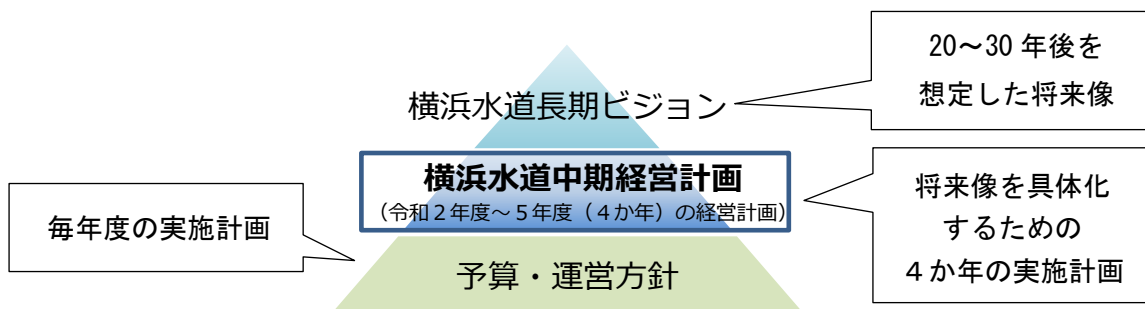 20～30 年後を
想定した将来像
横浜水道長期ビジョン
横浜水道中期経営計画
（令和２年度～５年度（４か年）の経営計画）
将来像を具体化
するための
４か年の実施計画
毎年度の実施計画
予算・運営方針